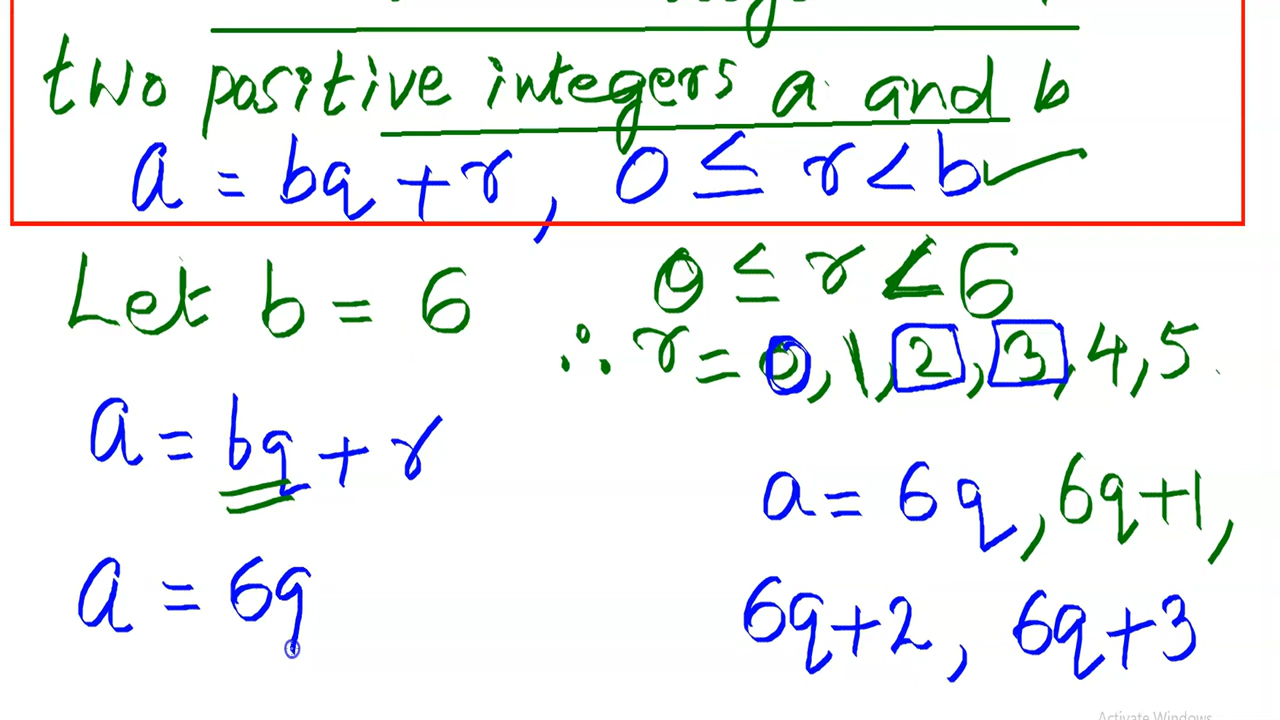 two positive integers a and b
a = bq + r, 0 ≤ r < b ✓
Let b = 6
0 ≤ r < 6
∴ r = 0, 1, 2, 3, 4, 5.
a = bq + r
a = 6q, 6q+1,
a = 6q
6q+2, 6q+3